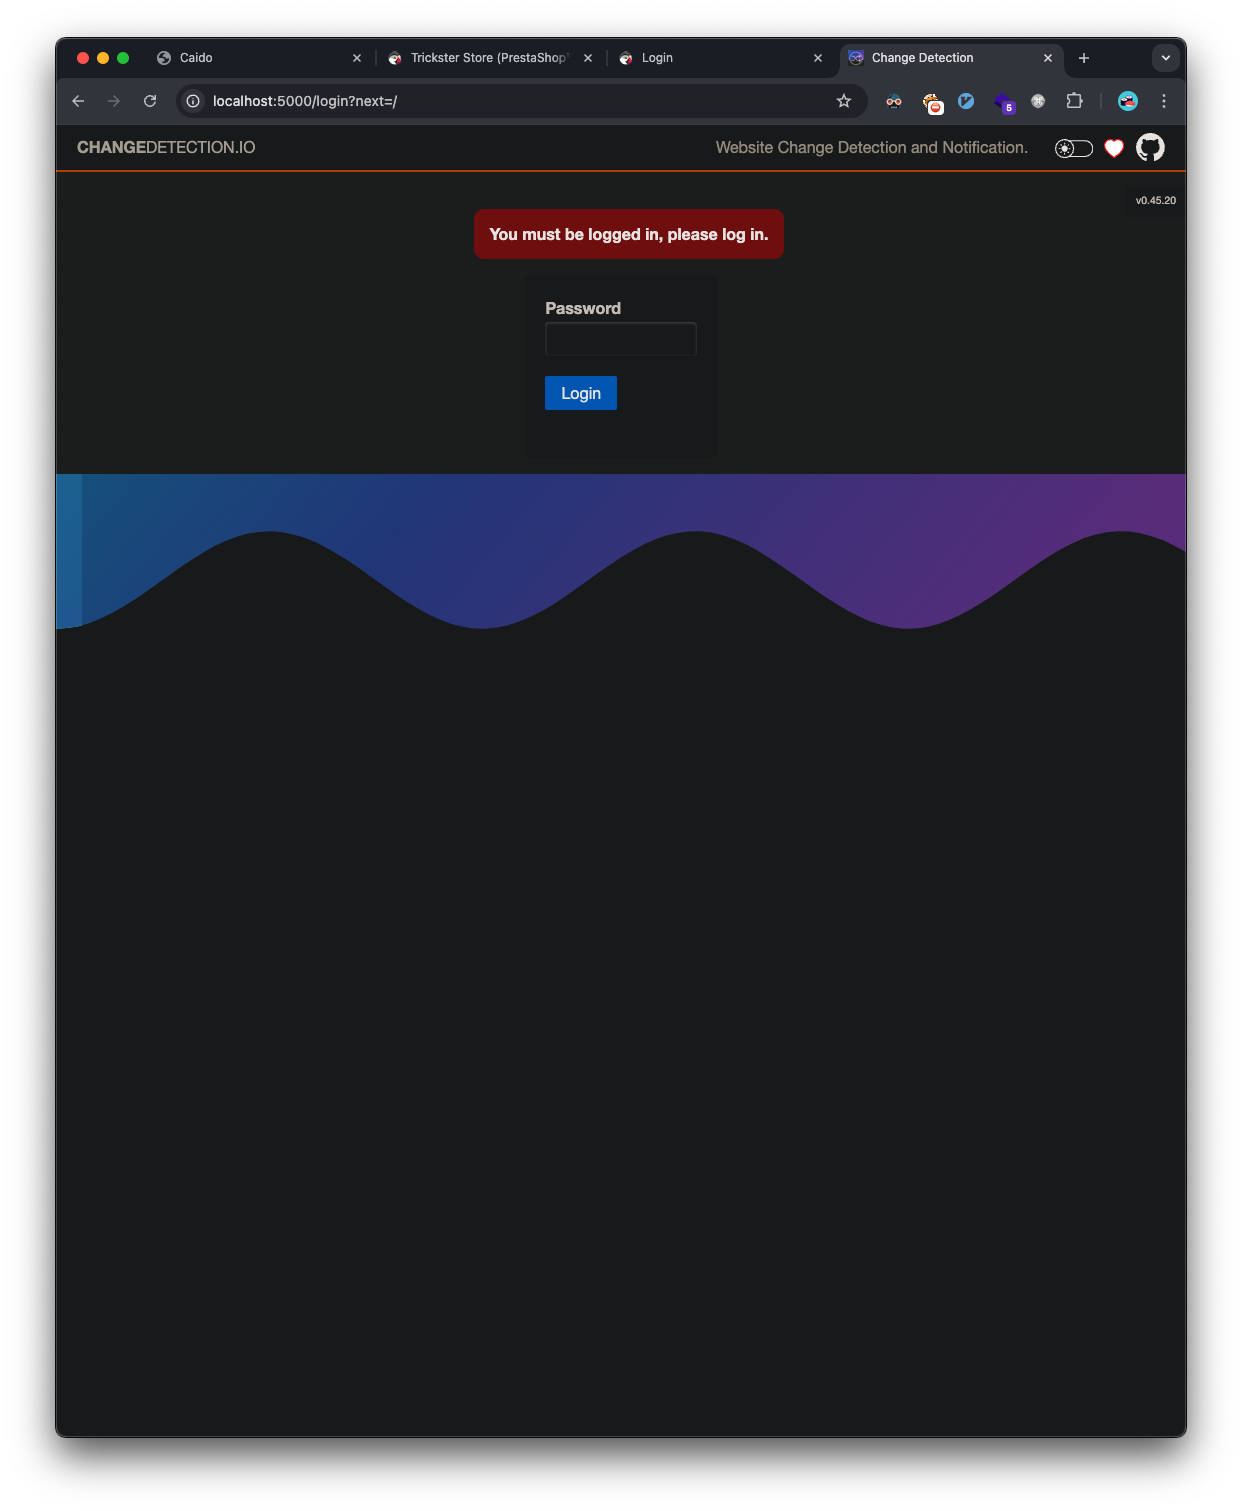 Caido
Trickster Store (PrestaShop
Login
Change Detection
localhost:5000/login?next=/
5
CHANGEDETECTION.IO
Website Change Detection and Notification.
v0.45.20
You must be logged in, please log in.
Password
Login